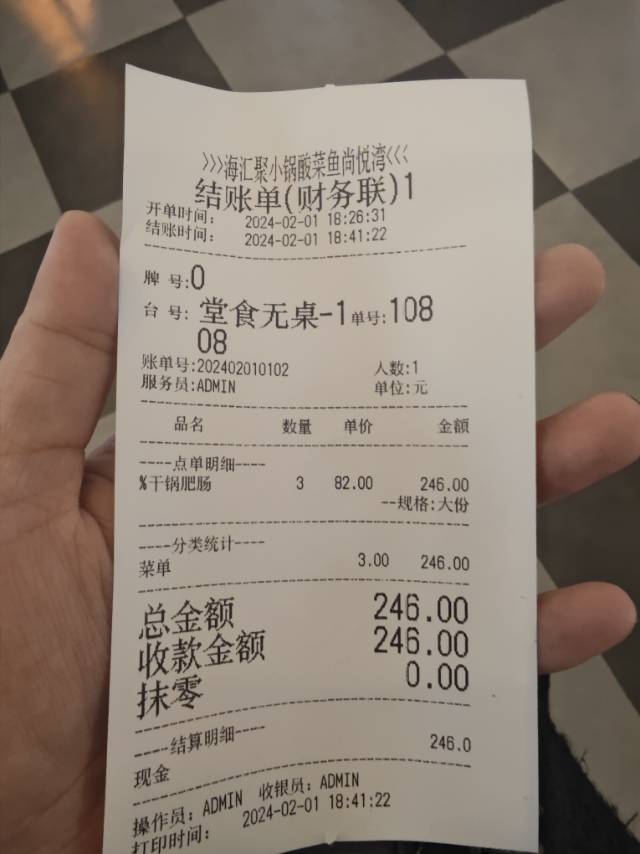 >>>海汇聚小锅酸菜鱼尚悦湾<<<
结账单(财务联)1
开单时间: 2024-02-01 18:26:31
结账时间: 2024-02-01 18:41:22
牌 号:0
台 号: 堂食无桌-1 单号:108
08
账单号:202402010102 人数:1
服务员:ADMIN 单位:元
品名 数量 单价 金额
----点单明细----
%干锅肥肠 3 82.00 246.00
--规格:大份
----分类统计----
菜单 3.00 246.00
总金额 246.00
收款金额 246.00
抹零 0.00
----结算明细----
现金 246.0
操作员: ADMIN 收银员: ADMIN
打印时间: 2024-02-01 18:41:22